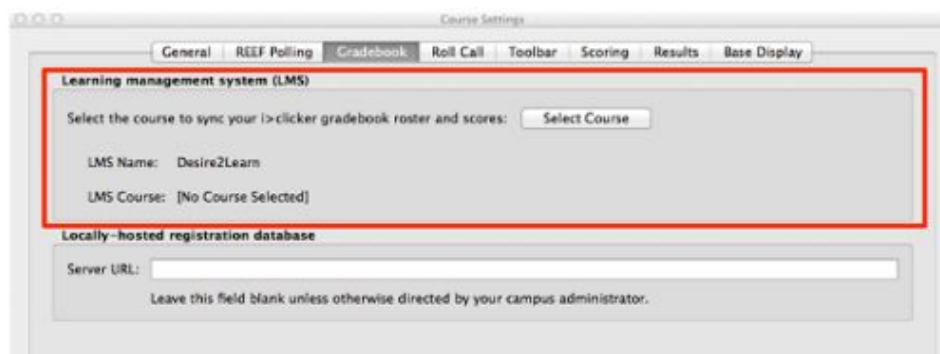 Course Settings
General REEF Polling Gradebook Roll Call Toolbar Scoring Results Base Display
Learning management system (LMS)
Select the course to sync your i>clicker gradebook roster and scores: Select Course
LMS Name: Desire2Learn
LMS Course: [No Course Selected]
Locally-hosted registration database
Server URL:
Leave this field blank unless otherwise directed by your campus administrator.